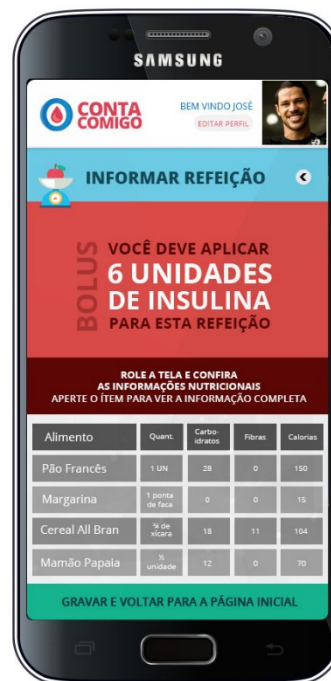 SAMSUNG
CONTA
COMIGO
BEM VINDO JOSÉ
EDITAR PERFIL
INFORMAR REFEIÇÃO
BOLUS
VOCÊ DEVE APLICAR
6 UNIDADES
DE INSULINA
PARA ESTA REFEIÇÃO
ROLE A TELA E CONFIRA
AS INFORMAÇÕES NUTRICIONAIS
APERTE O ÍTEM PARA VER A INFORMAÇÃO COMPLETA
Alimento Quant. Carbo-idratos Fibras Calorias
Pão Francês 1 UN 28 0 150
Margarina 1 ponta de faca 0 0 15
Cereal All Bran ¾ de xícara 18 11 104
Mamão Papaia ½ unidade 12 0 70
GRAVAR E VOLTAR PARA A PÁGINA INICIAL